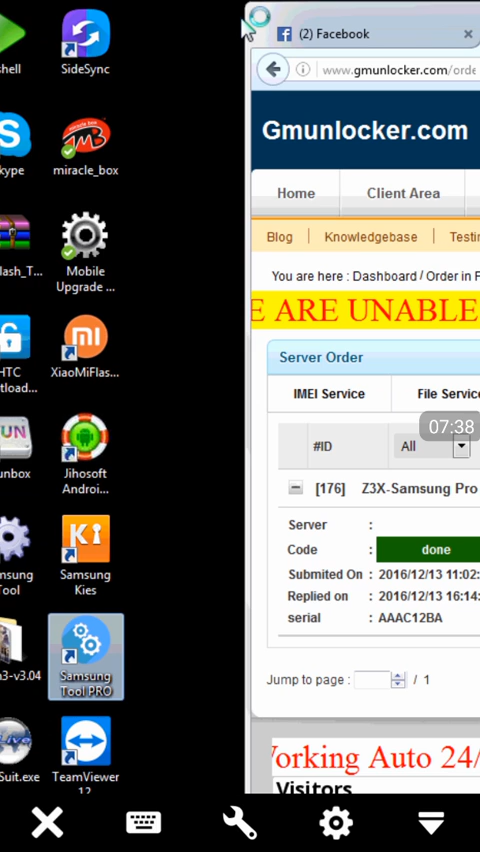 shell
SideSync
kype
miracle_box
lash_T...
Mobile
Upgrade ...
HTC
tload...
XiaoMiFlas...
unbox
Jihosoft
Androi...
msung
Tool
Samsung
Kies
n3-v3.04
Samsung
Tool PRO
Suit.exe
TeamViewer
12
(2) Facebook
www.gmunlocker.com/orde
Gmunlocker.com
Home
Client Area
Blog
Knowledgebase
Testi
You are here : Dashboard / Order in P
E ARE UNABLE
Server Order
IMEI Service
File Servic
07:38
#ID
All
[176] Z3X-Samsung Pro
Server :
Code : done
Submited On : 2016/12/13 11:02:
Replied on : 2016/12/13 16:14:
serial : AAAC12BA
Jump to page : / 1
Working Auto 24/
Visitors